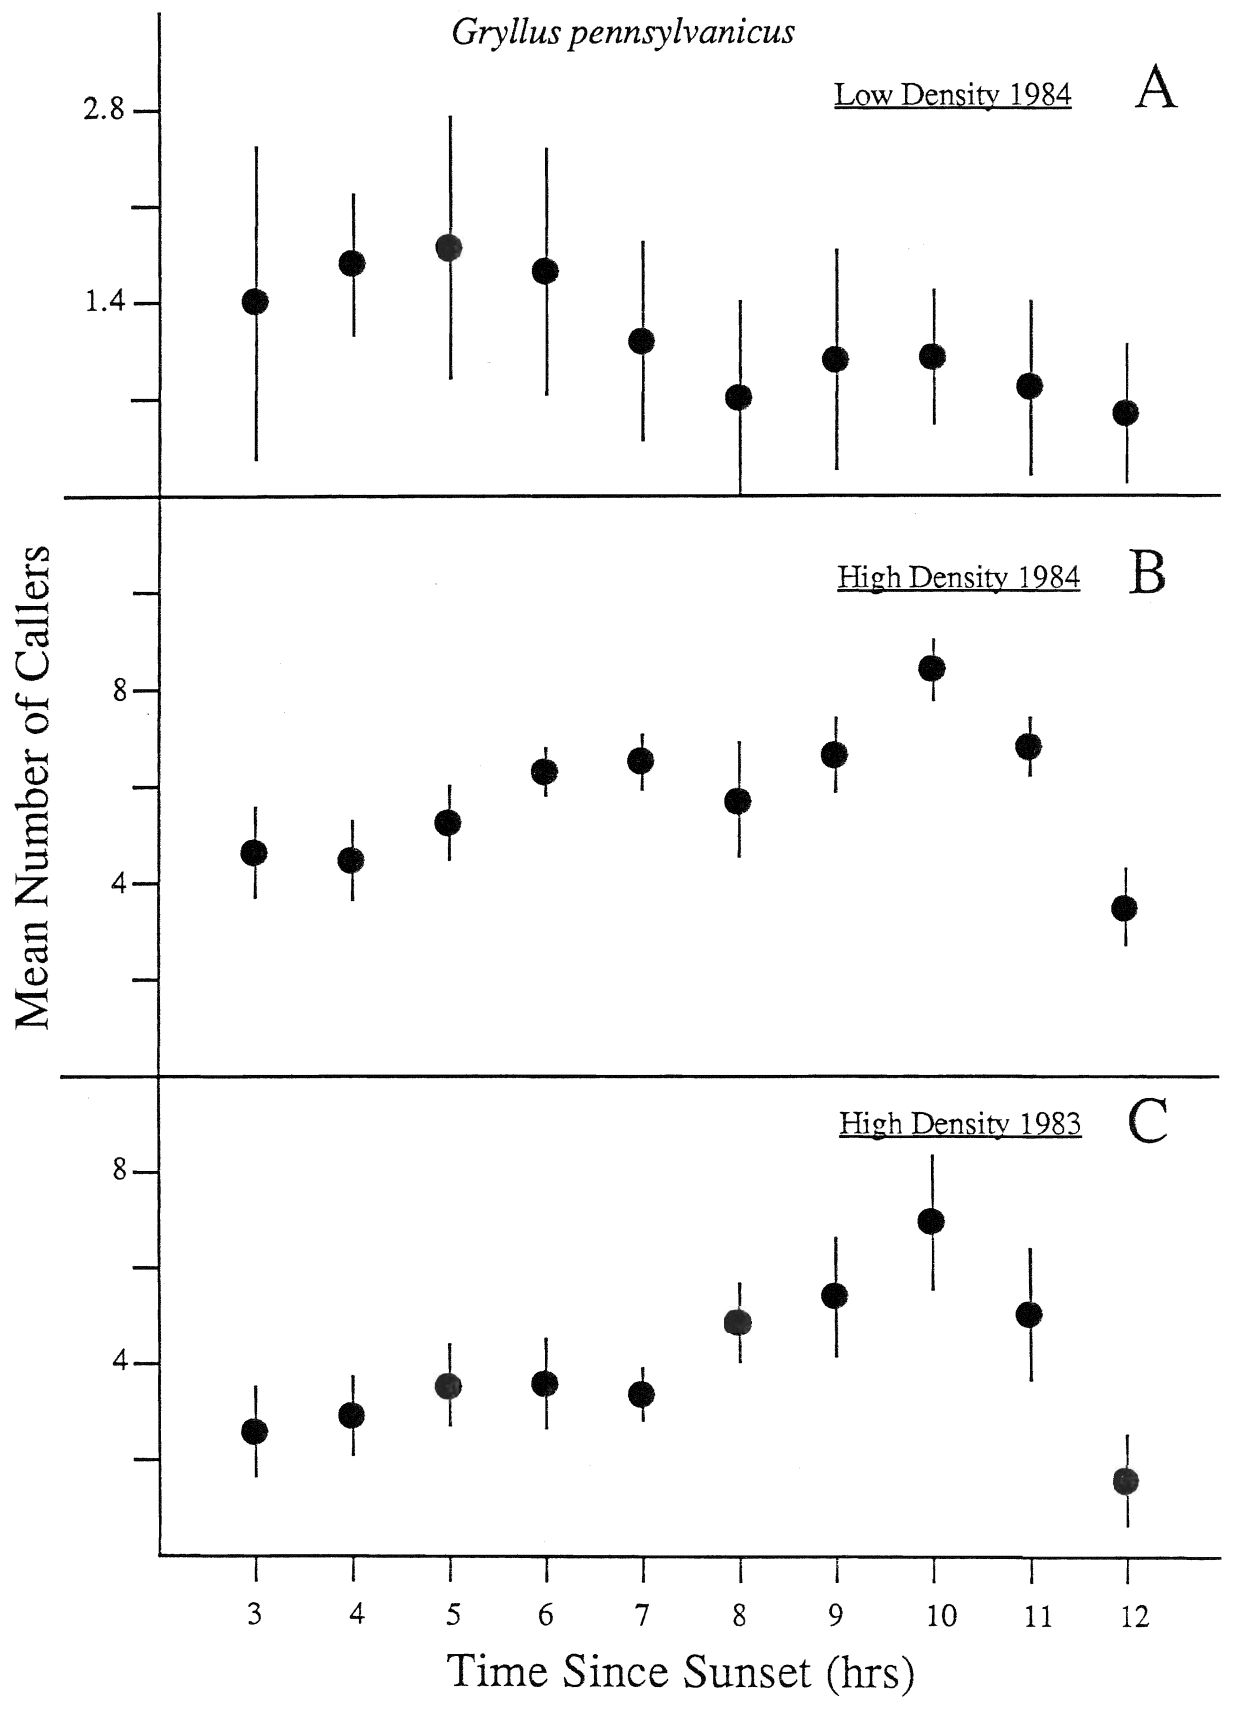 Gryllus pennsylvanicus
Low Density 1984
A
2.8
1.4
High Density 1984
B
8
4
Mean Number of Callers
High Density 1983
C
8
4
3 4 5 6 7 8 9 10 11 12
Time Since Sunset (hrs)